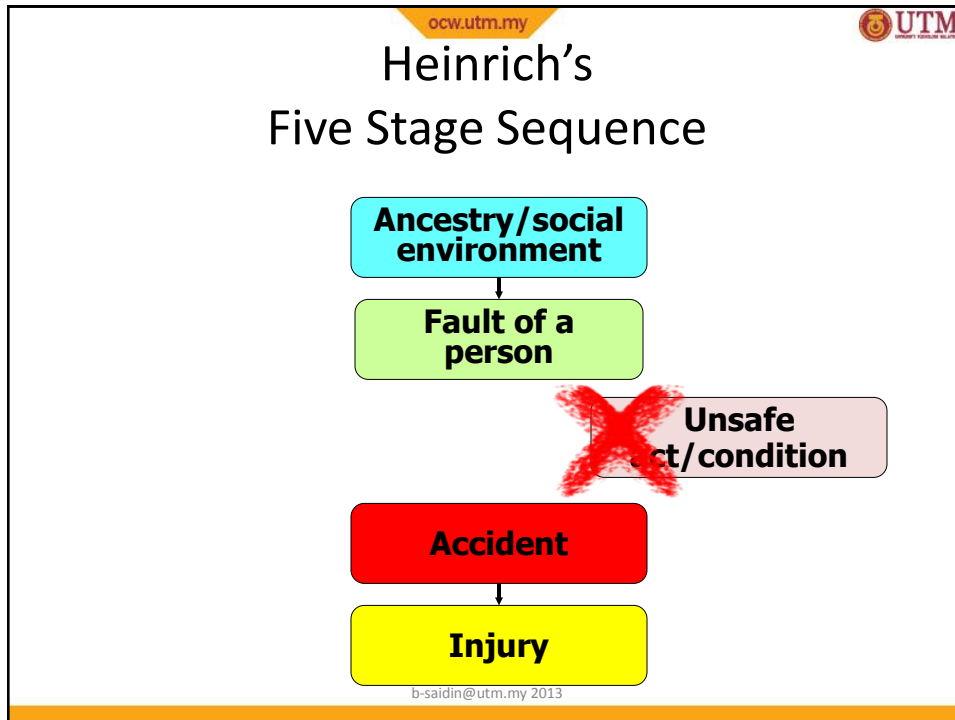 ocw.utm.my
UTM
Heinrich's
Five Stage Sequence
Ancestry/social
environment
Fault of a
person
Unsafe
act/condition
Accident
Injury
b-saidin@utm.my 2013